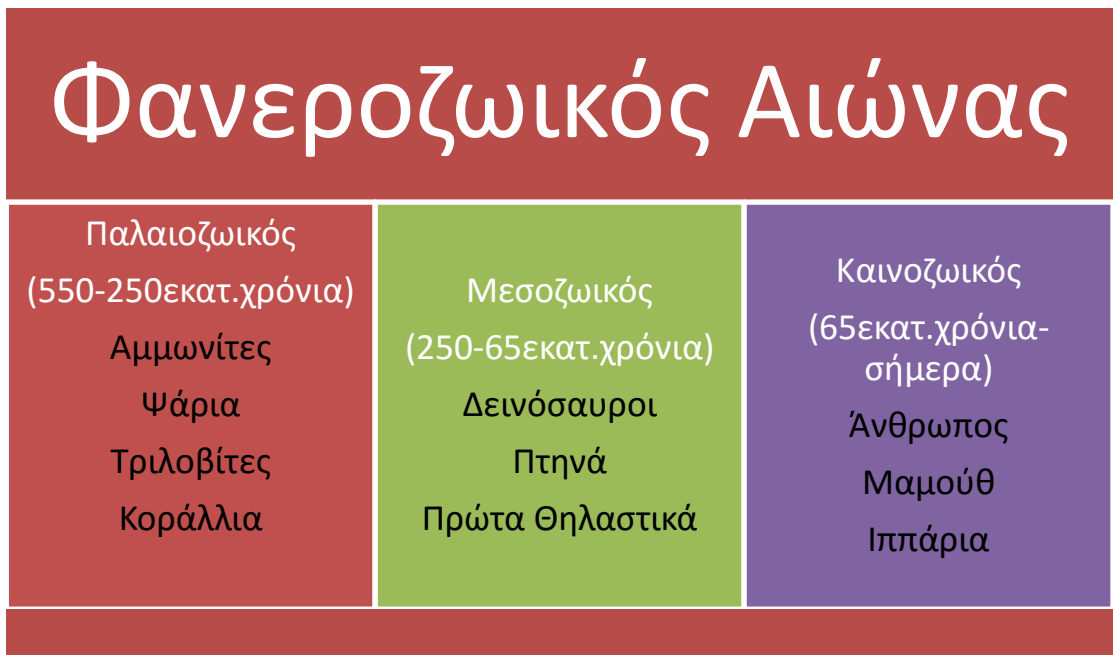 Φανεροζωικός Αιώνας
Παλαιοζωικός
(550-250εκατ.χρόνια)
Αμμωνίτες
Ψάρια
Τριλοβίτες
Κοράλλια
Μεσοζωικός
(250-65εκατ.χρόνια)
Δεινόσαυροι
Πτηνά
Πρώτα Θηλαστικά
Καινοζωικός
(65εκατ.χρόνια-
σήμερα)
Άνθρωπος
Μαμούθ
Ιππάρια